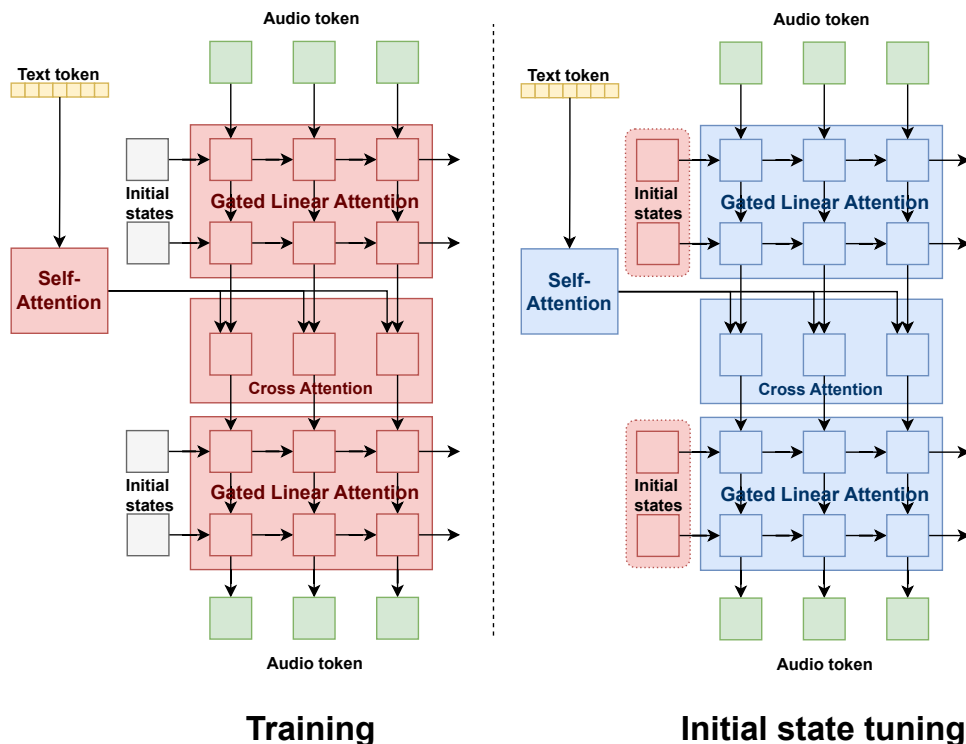 Audio token
Text token
Initial
states
Gated Linear Attention
Self-
Attention
Cross Attention
Initial
states
Gated Linear Attention
Audio token
Training
Audio token
Text token
Initial
states
Gated Linear Attention
Self-
Attention
Cross Attention
Initial
states
Gated Linear Attention
Audio token
Initial state tuning